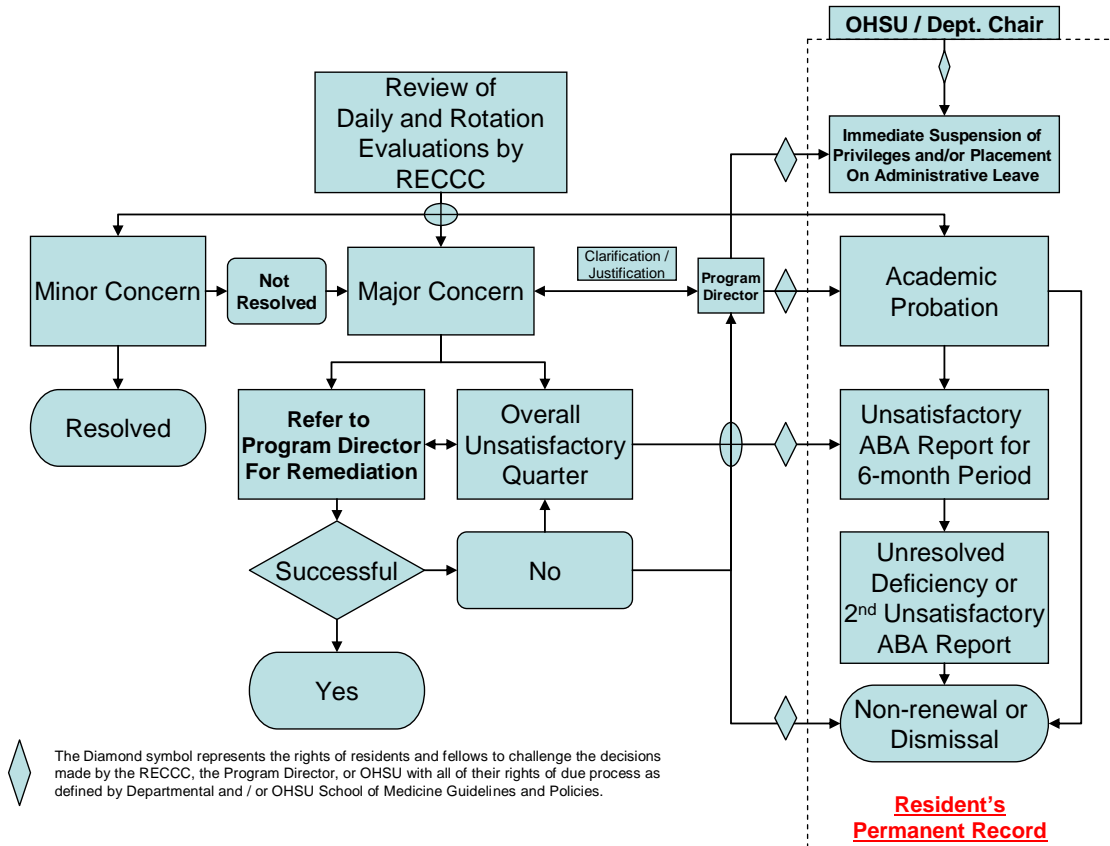 OHSU / Dept. Chair
Review of
Daily and Rotation
Evaluations by
RECCC
Immediate Suspension of
Privileges and/or Placement
On Administrative Leave
Minor Concern
Not
Resolved
Major Concern
Clarification /
Justification
Program
Director
Academic
Probation
Resolved
Refer to
Program Director
For Remediation
Overall
Unsatisfactory
Quarter
Unsatisfactory
ABA Report for
6-month Period
Successful
No
Unresolved
Deficiency or
2nd Unsatisfactory
ABA Report
Yes
Non-renewal or
Dismissal
The Diamond symbol represents the rights of residents and fellows to challenge the decisions
made by the RECCC, the Program Director, or OHSU with all of their rights of due process as
defined by Departmental and / or OHSU School of Medicine Guidelines and Policies.
Resident's
Permanent Record